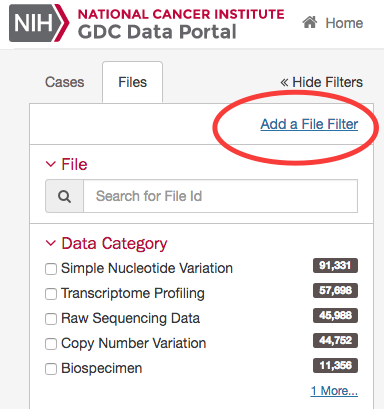 NIH NATIONAL CANCER INSTITUTE
GDC Data Portal
Home
Cases Files « Hide Filters
Add a File Filter
File
Search for File Id
Data Category
Simple Nucleotide Variation 91,331
Transcriptome Profiling 57,698
Raw Sequencing Data 45,988
Copy Number Variation 44,752
Biospecimen 11,356
1 More...